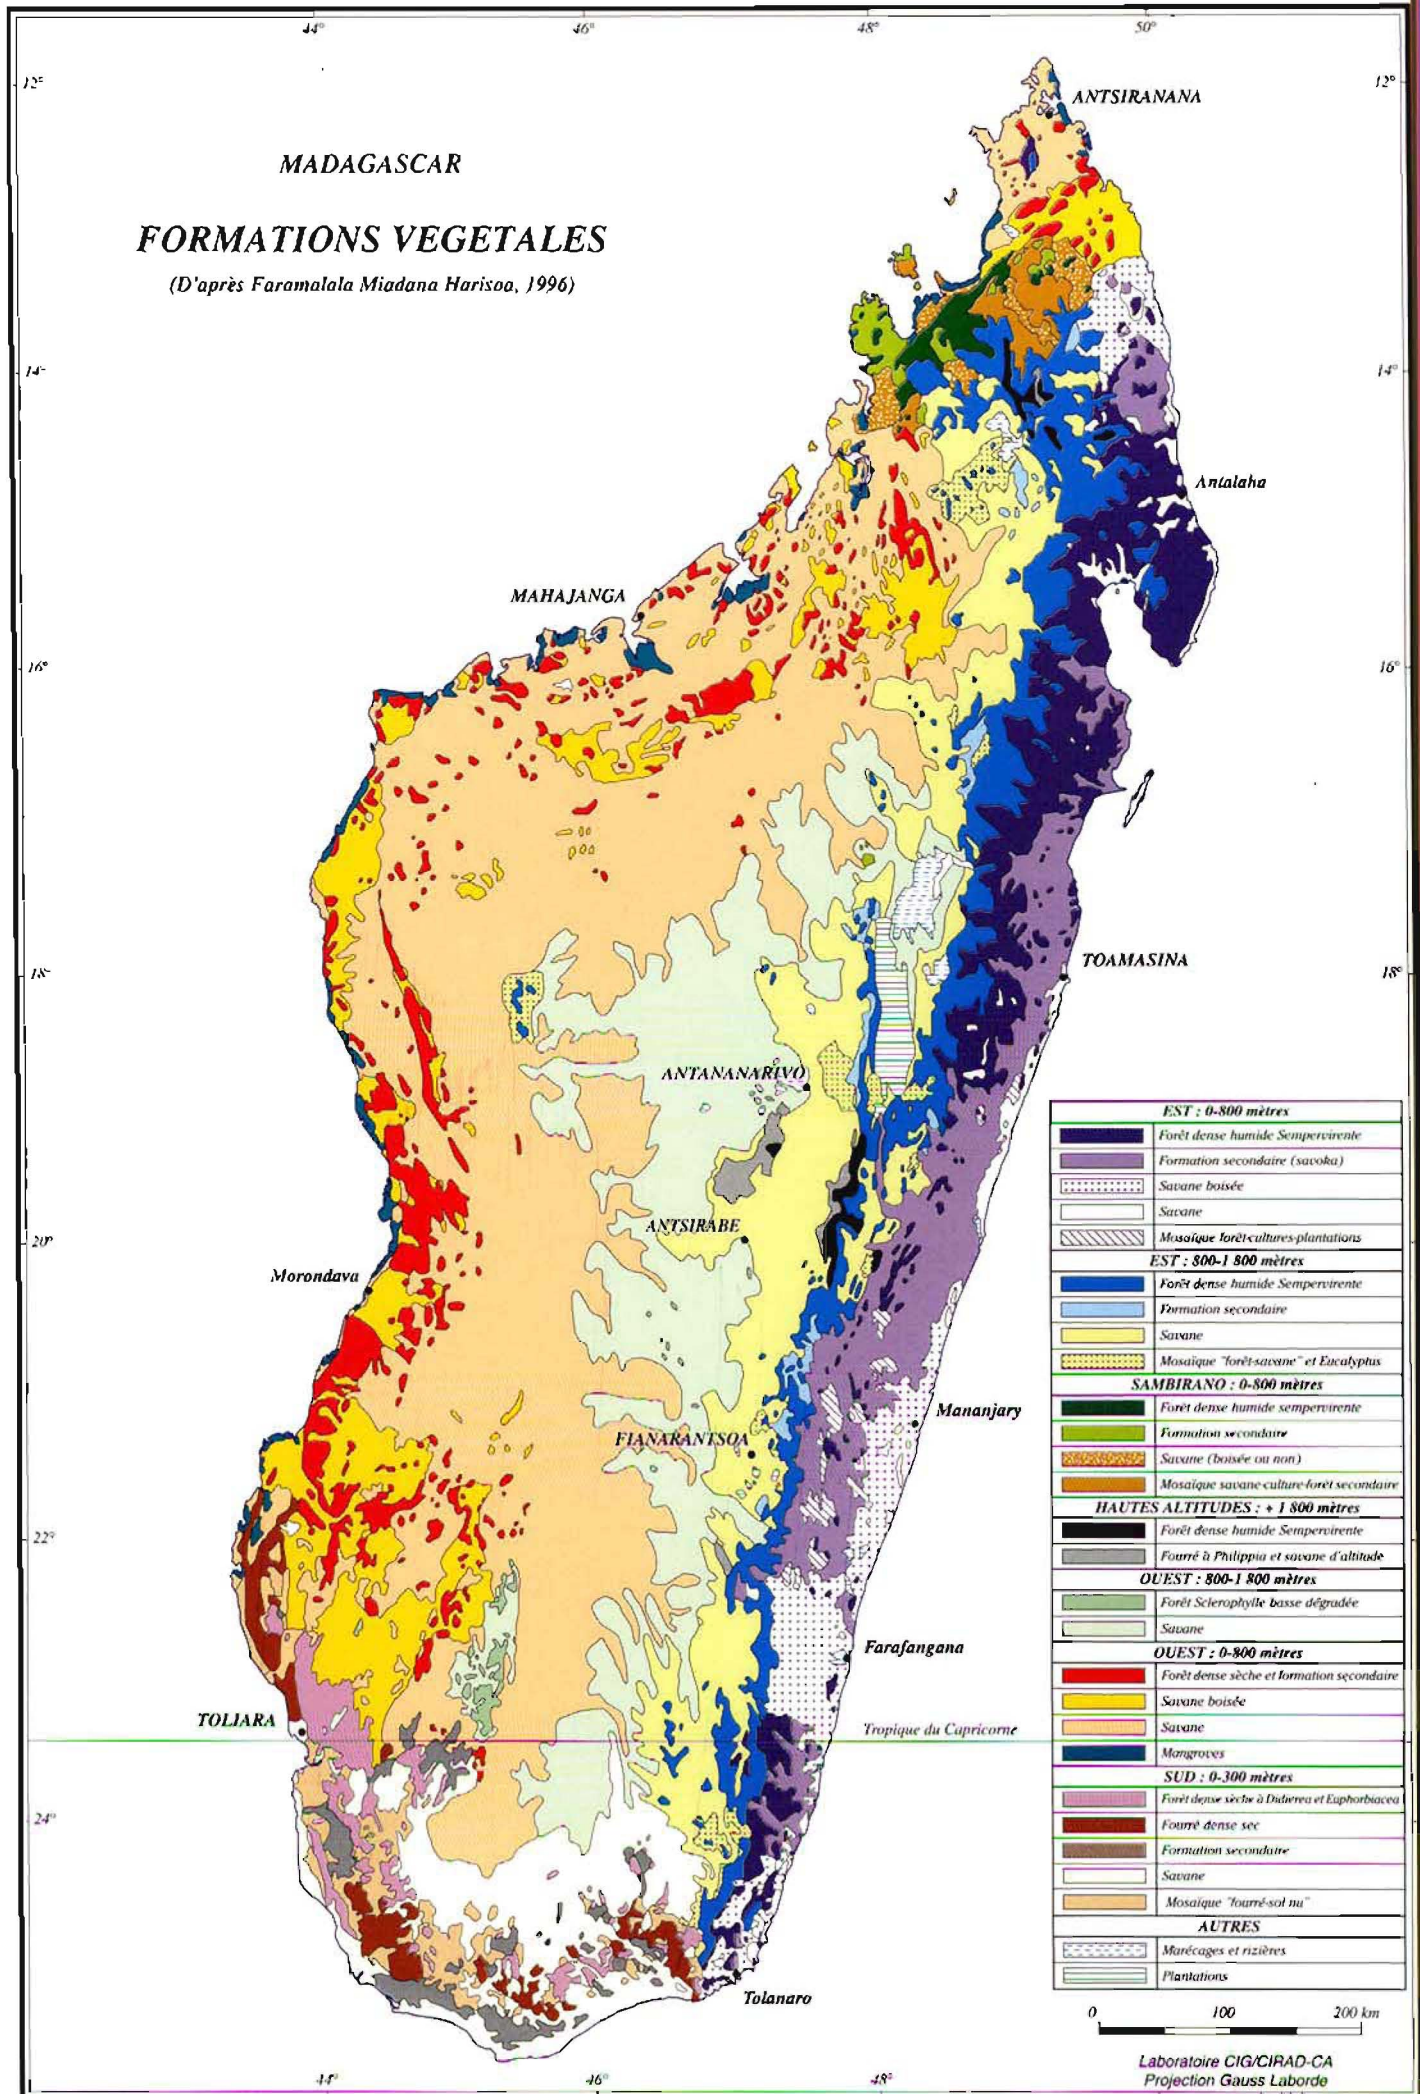 44°
46°
48°
50°
12°
12°
ANTSIRANANA
MADAGASCAR
FORMATIONS VEGETALES
(D'après Faramalala Miadana Harisoa, 1996)
14°
14°
Antalaha
MAHAJANGA
16°
16°
18°
TOAMASINA
18°
ANTANANARIVO
ANTSIRABE
20°
Morondava
Mananjary
FIANARANTSOA
22°
Farafangana
TOLIARA
Tropique du Capricorne
24°
Tolanaro
44°
46°
48°
EST : 0-800 mètres
Forêt dense humide Sempervirente
Formation secondaire (savoka)
Savane boisée
Savane
Mosaïque forêt-cultures-plantations
EST : 800-1 800 mètres
Forêt dense humide Sempervirente
Formation secondaire
Savane
Mosaïque "forêt-savane" et Eucalyptus
SAMBIRANO : 0-800 mètres
Forêt dense humide sempervirente
Formation secondaire
Savane (boisée ou non)
Mosaïque savane-culture-forêt secondaire
HAUTES ALTITUDES : + 1 800 mètres
Forêt dense humide Sempervirente
Fourré à Philippia et savane d'altitude
OUEST : 800-1 800 mètres
Forêt Sclerophylle basse dégradée
Savane
OUEST : 0-800 mètres
Forêt dense sèche et formation secondaire
Savane boisée
Savane
Mangroves
SUD : 0-300 mètres
Forêt dense sèche à Didierea et Euphorbiacea
Fourré dense sec
Formation secondaire
Savane
Mosaïque "fourré-sol nu"
AUTRES
Marécages et rizières
Plantations
0 100 200 km
Laboratoire CIG/CIRAD-CA
Projection Gauss Laborde